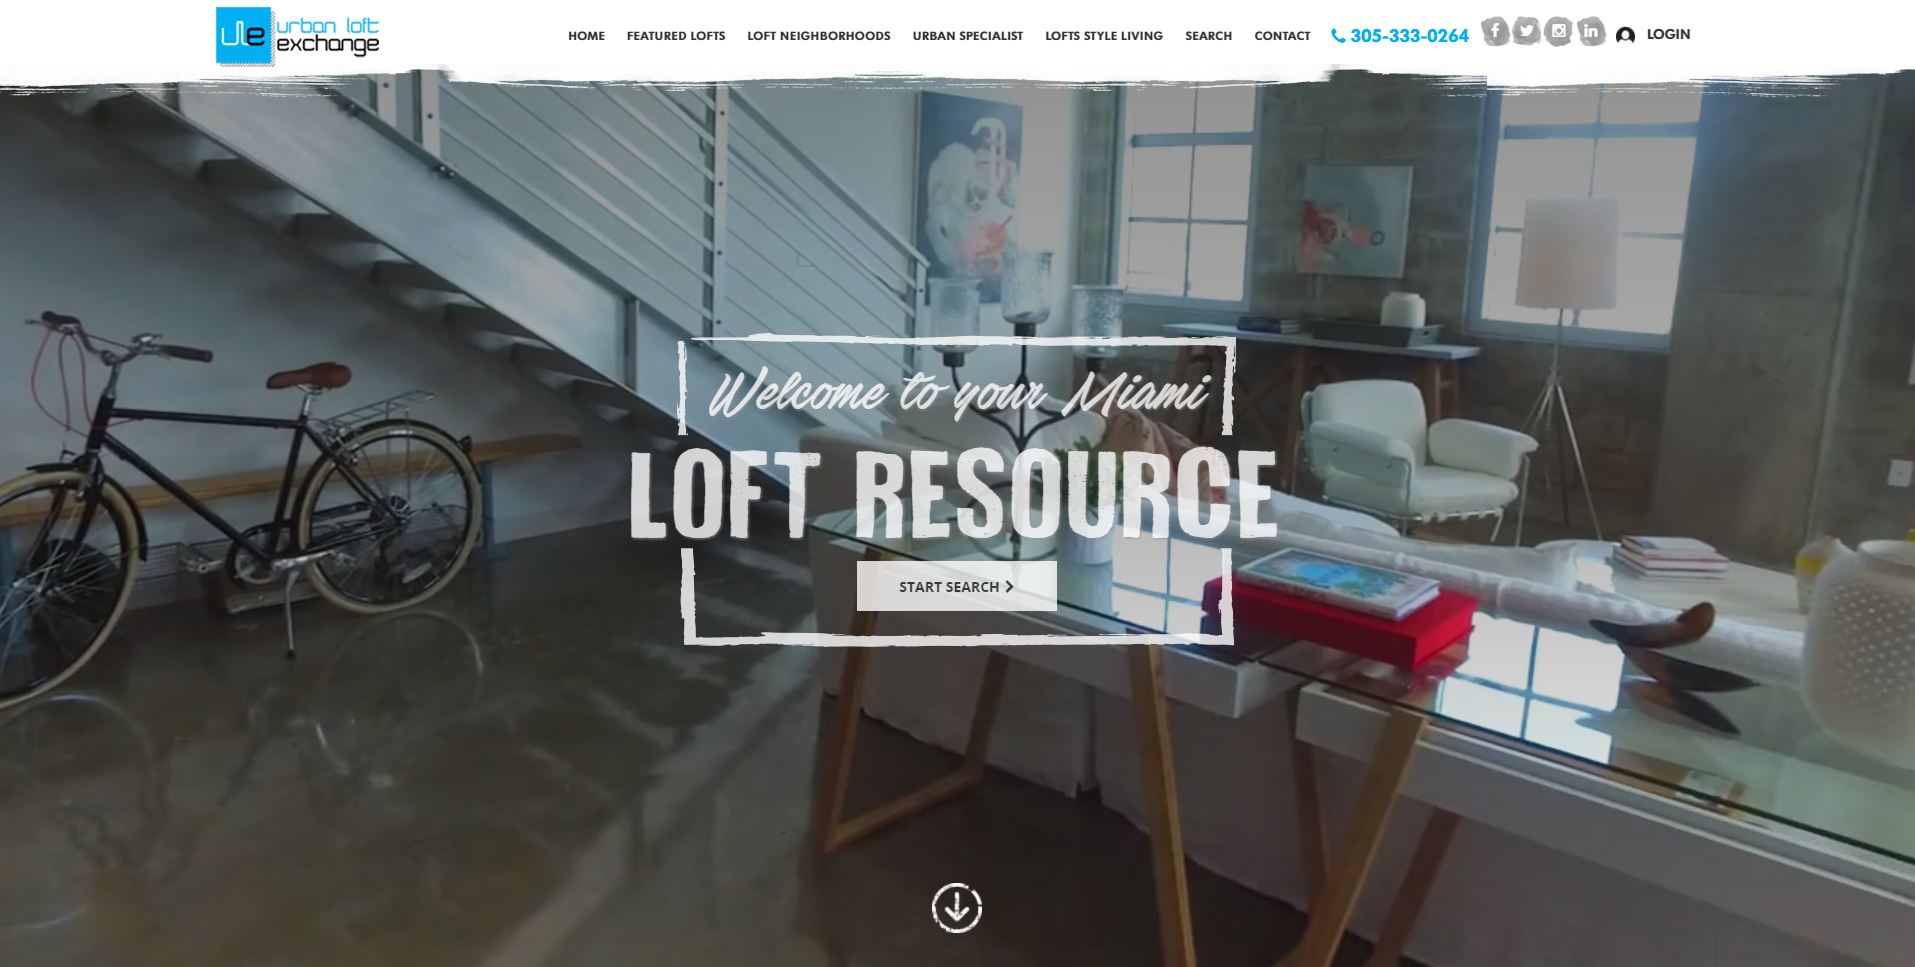 ule urban loft exchange
HOME FEATURED LOFTS LOFT NEIGHBORHOODS URBAN SPECIALIST LOFTS STYLE LIVING SEARCH CONTACT 305-333-0264 LOGIN
Welcome to your Miami
LOFT RESOURCE
START SEARCH